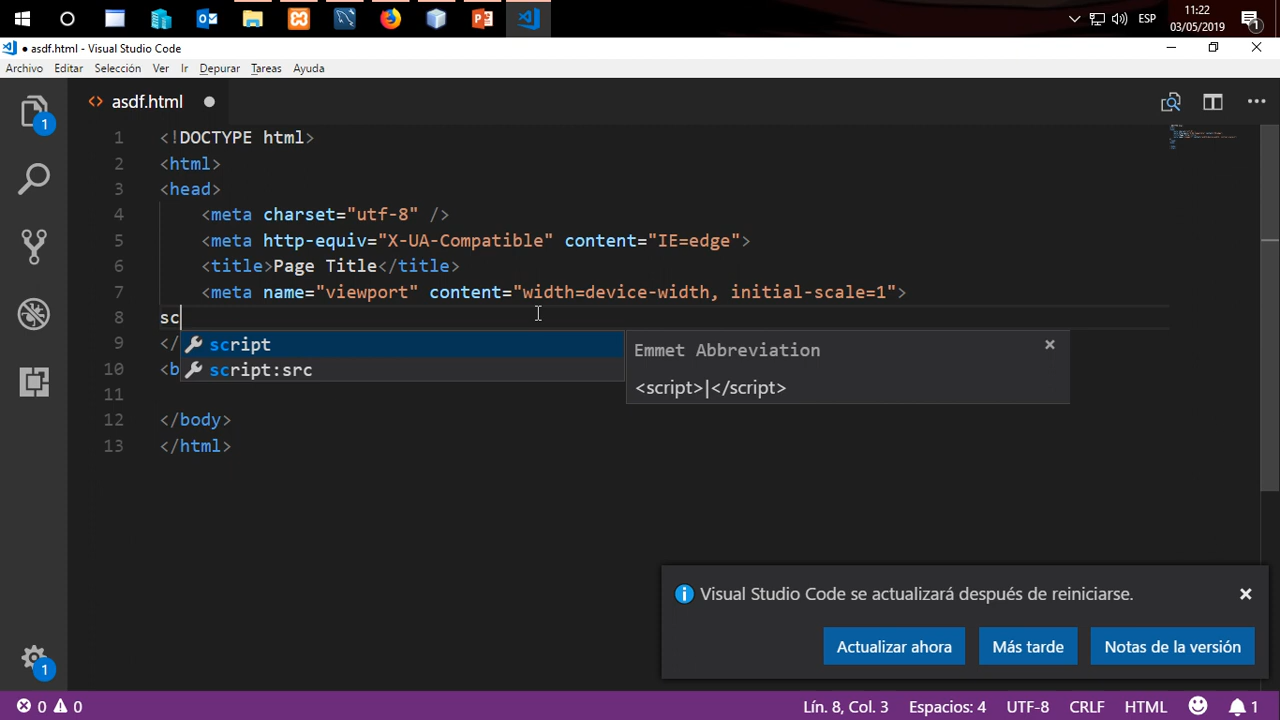 ESP
11:22
03/05/2019
1
asdf.html - Visual Studio Code
Archivo Editar Selección Ver Ir Depurar Tareas Ayuda
1
<> asdf.html
1 <!DOCTYPE html>
2 <html>
3 <head>
4 <meta charset="utf-8" />
5 <meta http-equiv="X-UA-Compatible" content="IE=edge">
6 <title>Page Title</title>
7 <meta name="viewport" content="width=device-width, initial-scale=1">
8 sc
9 </
script
Emmet Abbreviation
10 <b
script:src
<script>|</script>
11
12 </body>
13 </html>
Visual Studio Code se actualizará después de reiniciarse.
Actualizar ahora Más tarde Notas de la versión
1
0 0 Lín. 8, Col. 3 Espacios: 4 UTF-8 CRLF HTML 1